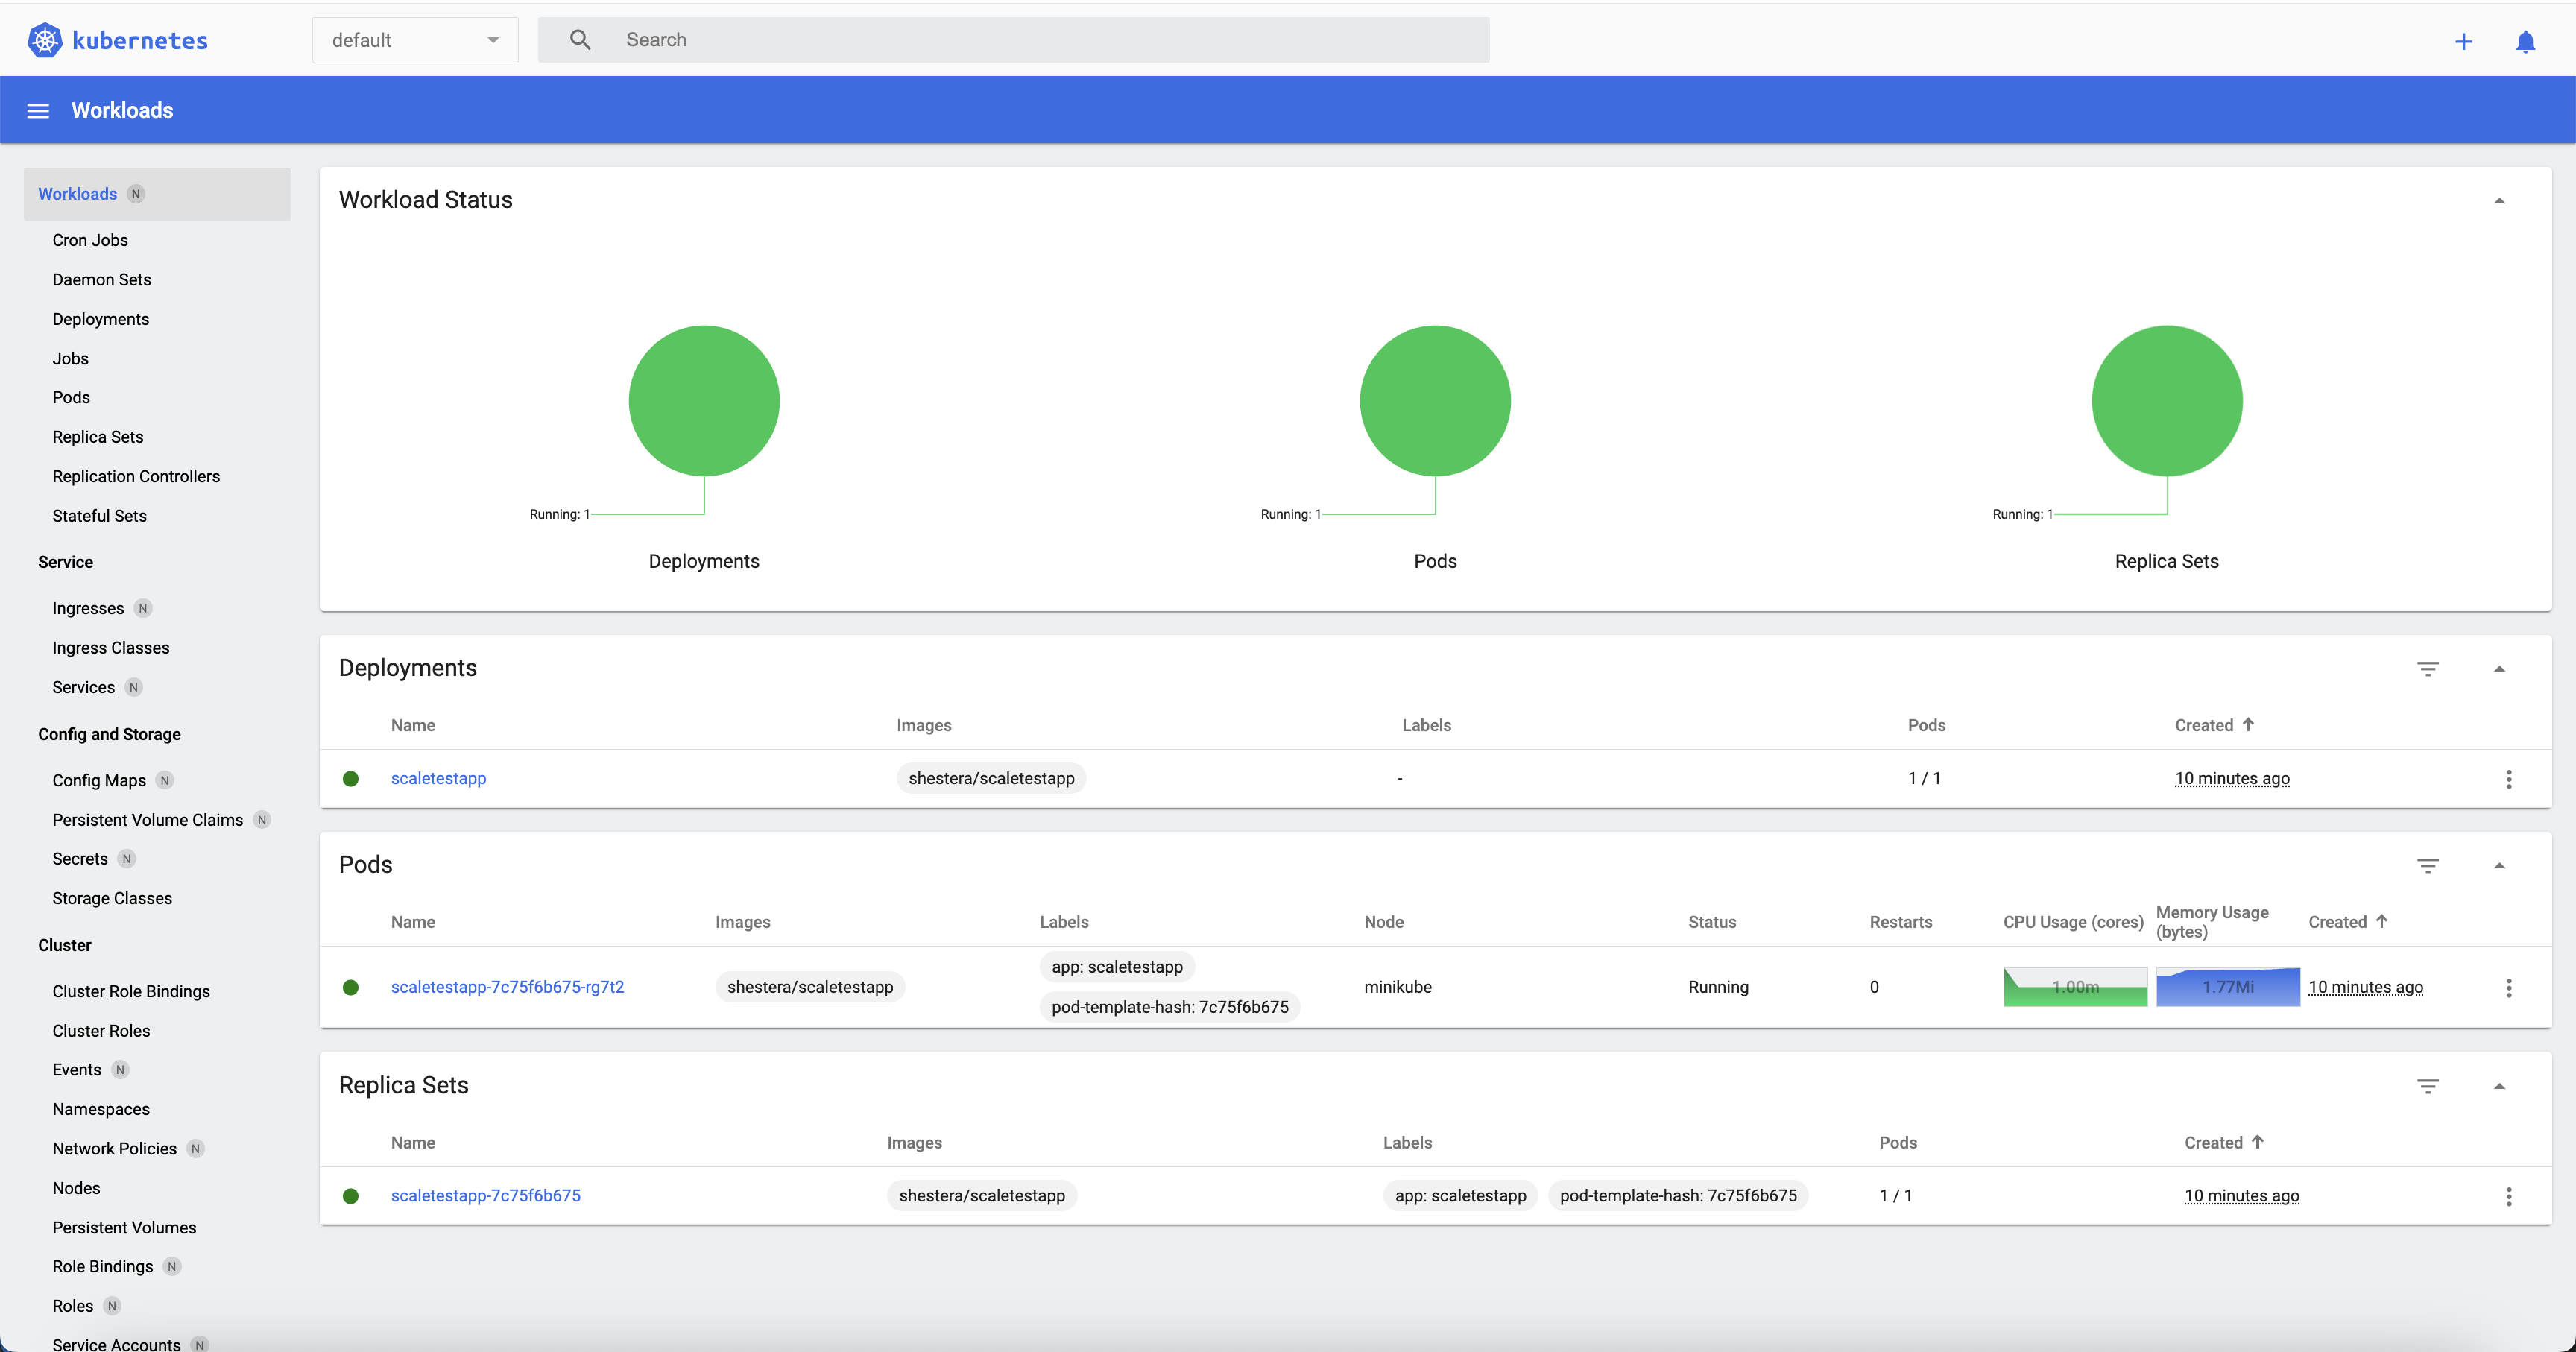 kubernetes
default
Search
Workloads
Workloads N
Cron Jobs
Daemon Sets
Deployments
Jobs
Pods
Replica Sets
Replication Controllers
Stateful Sets
Service
Ingresses N
Ingress Classes
Services N
Config and Storage
Config Maps N
Persistent Volume Claims N
Secrets N
Storage Classes
Cluster
Cluster Role Bindings
Cluster Roles
Events N
Namespaces
Network Policies N
Nodes
Persistent Volumes
Role Bindings N
Roles N
Service Accounts N
Workload Status
Running: 1
Deployments
Running: 1
Pods
Running: 1
Replica Sets
Deployments
Name Images Labels Pods Created
scaletestapp shestera/scaletestapp - 1 / 1 10 minutes ago
Pods
Name Images Labels Node Status Restarts CPU Usage (cores) Memory Usage (bytes) Created
scaletestapp-7c75f6b675-rg7t2 shestera/scaletestapp app: scaletestapp pod-template-hash: 7c75f6b675 minikube Running 0 1.00m 1.77Mi 10 minutes ago
Replica Sets
Name Images Labels Pods Created
scaletestapp-7c75f6b675 shestera/scaletestapp app: scaletestapp pod-template-hash: 7c75f6b675 1 / 1 10 minutes ago